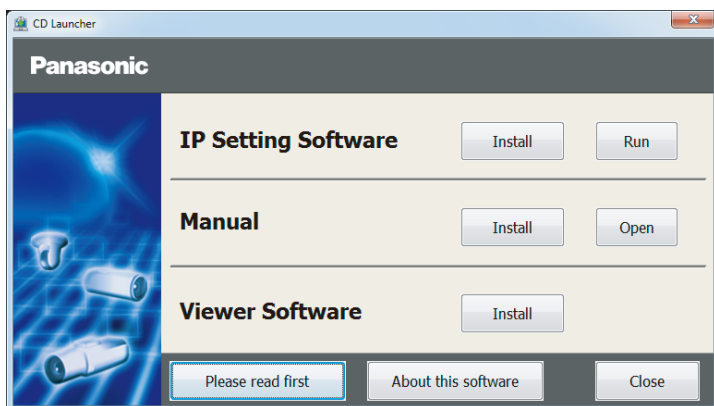 CD Launcher
Panasonic
IP Setting Software Install Run
Manual Install Open
Viewer Software Install
Please read first About this software Close